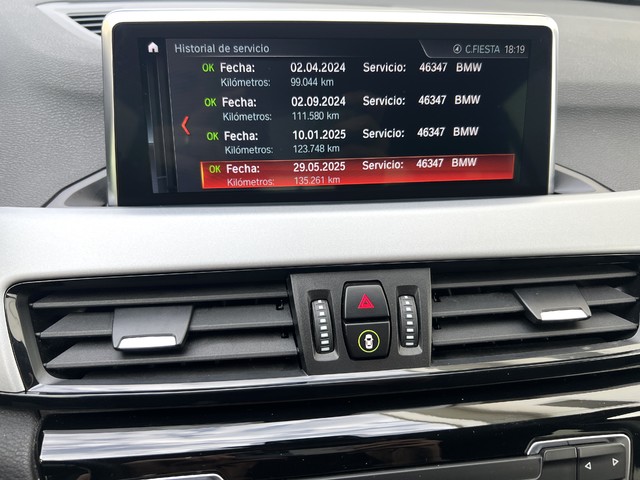 Historial de servicio C.FIESTA 18:19
OK Fecha: 02.04.2024 Servicio: 46347 BMW
Kilómetros: 99.044 km
OK Fecha: 02.09.2024 Servicio: 46347 BMW
Kilómetros: 111.580 km
OK Fecha: 10.01.2025 Servicio: 46347 BMW
Kilómetros: 123.748 km
OK Fecha: 29.05.2025 Servicio: 46347 BMW
Kilómetros: 135.261 km